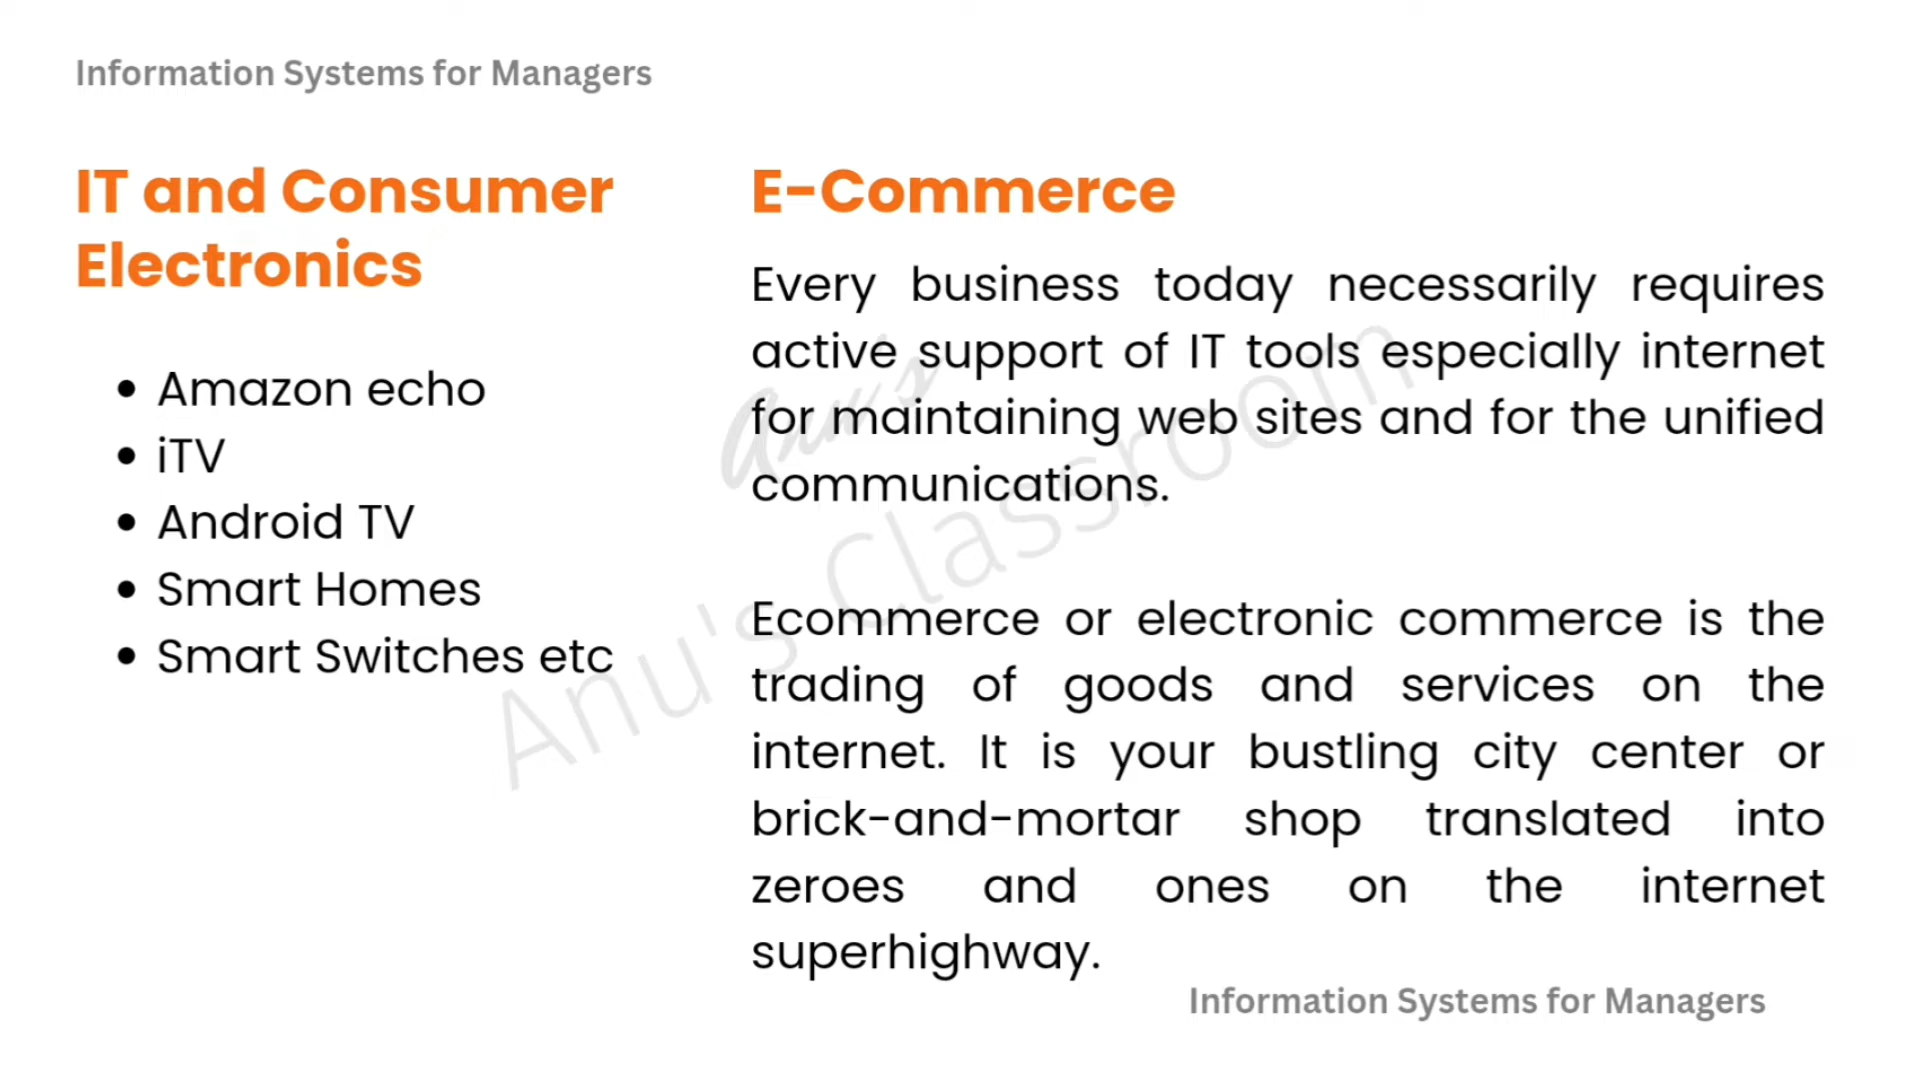 Information Systems for Managers
IT and Consumer
Electronics
• Amazon echo
• iTV
• Android TV
• Smart Homes
• Smart Switches etc
E-Commerce
Every business today necessarily requires
active support of IT tools especially internet
for maintaining web sites and for the unified
communications.
Ecommerce or electronic commerce is the
trading of goods and services on the
internet. It is your bustling city center or
brick-and-mortar shop translated into
zeroes and ones on the internet
superhighway.
Anu's
Anu's Classroom
Information Systems for Managers